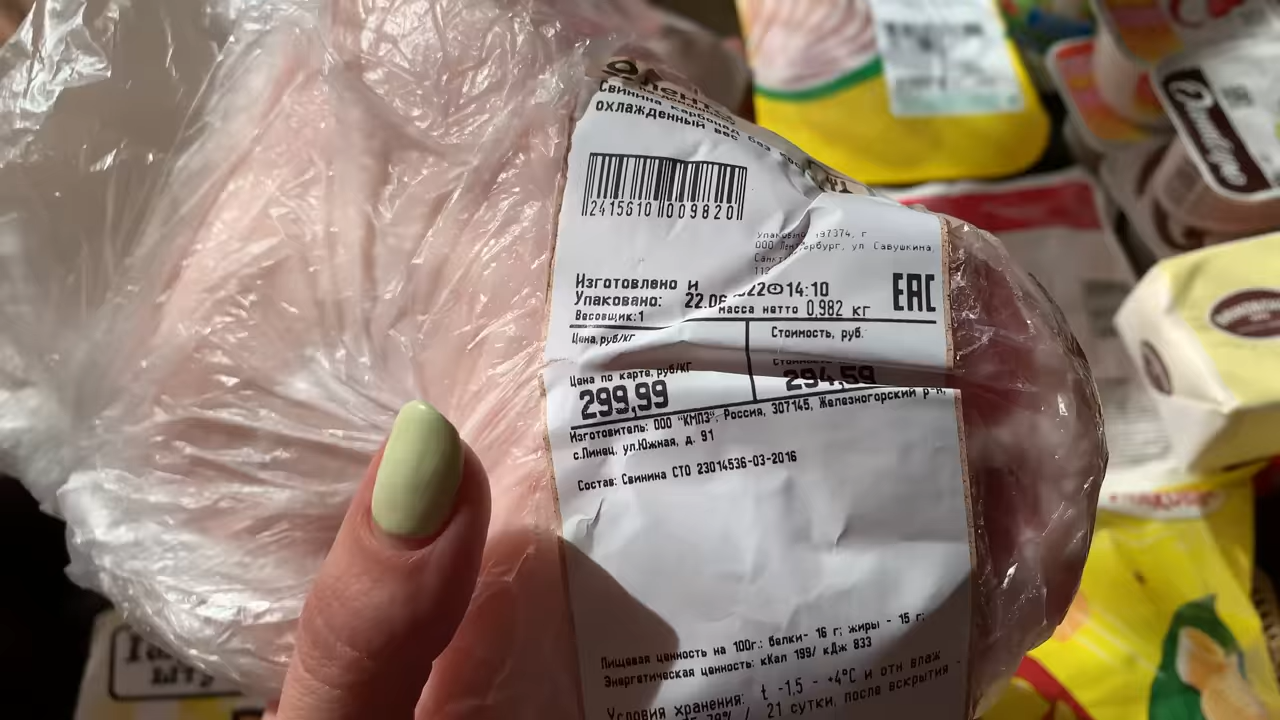 Лента
Свинина карбонад без
охлажденный вес
2415610 009820
197374, г
ООО ул Савушкина,
Изготовлено и
Упаковано: 22.06 22 14:10
EAC
Весовщик:1
масса нетто 0,982 кг
Цена,руб/кг
Стоимость, руб.
Цена по карте,руб/кг
299,99
294,59
Изготовитель: ООО "КМПЗ". Россия, 307145, Железногорский р-н,
с.Линец, ул.Южная, д. 91
Состав: Свинина СТО 23014536-03-2016
Пищевая ценность на 100г.: белки- 16 г; жиры - 15 г;
Энергетическая ценность: кКал 199/ кДж 833
Условия хранения: t -1,5 - +4°C и отн влаж
/ 21 сутки, после вскрытия -